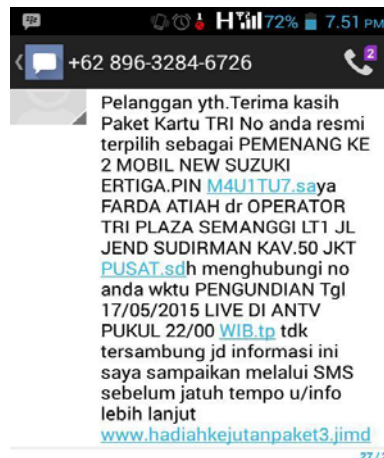 H 72% 7.51 PM
+62 896-3284-6726 2
Pelanggan yth.Terima kasih
Paket Kartu TRI No anda resmi
terpilih sebagai PEMENANG KE
2 MOBIL NEW SUZUKI
ERTIGA.PIN M4U1TU7.saya
FARDA ATIAH dr OPERATOR
TRI PLAZA SEMANGGI LT1 JL
JEND SUDIRMAN KAV.50 JKT
PUSAT.sdh menghubungi no
anda wktu PENGUNDIAN Tgl
17/05/2015 LIVE DI ANTV
PUKUL 22/00 WIB.tp tdk
tersambung jd informasi ini
saya sampaikan melalui SMS
sebelum jatuh tempo u/info
lebih lanjut
www.hadiahkejutanpaket3.jimd